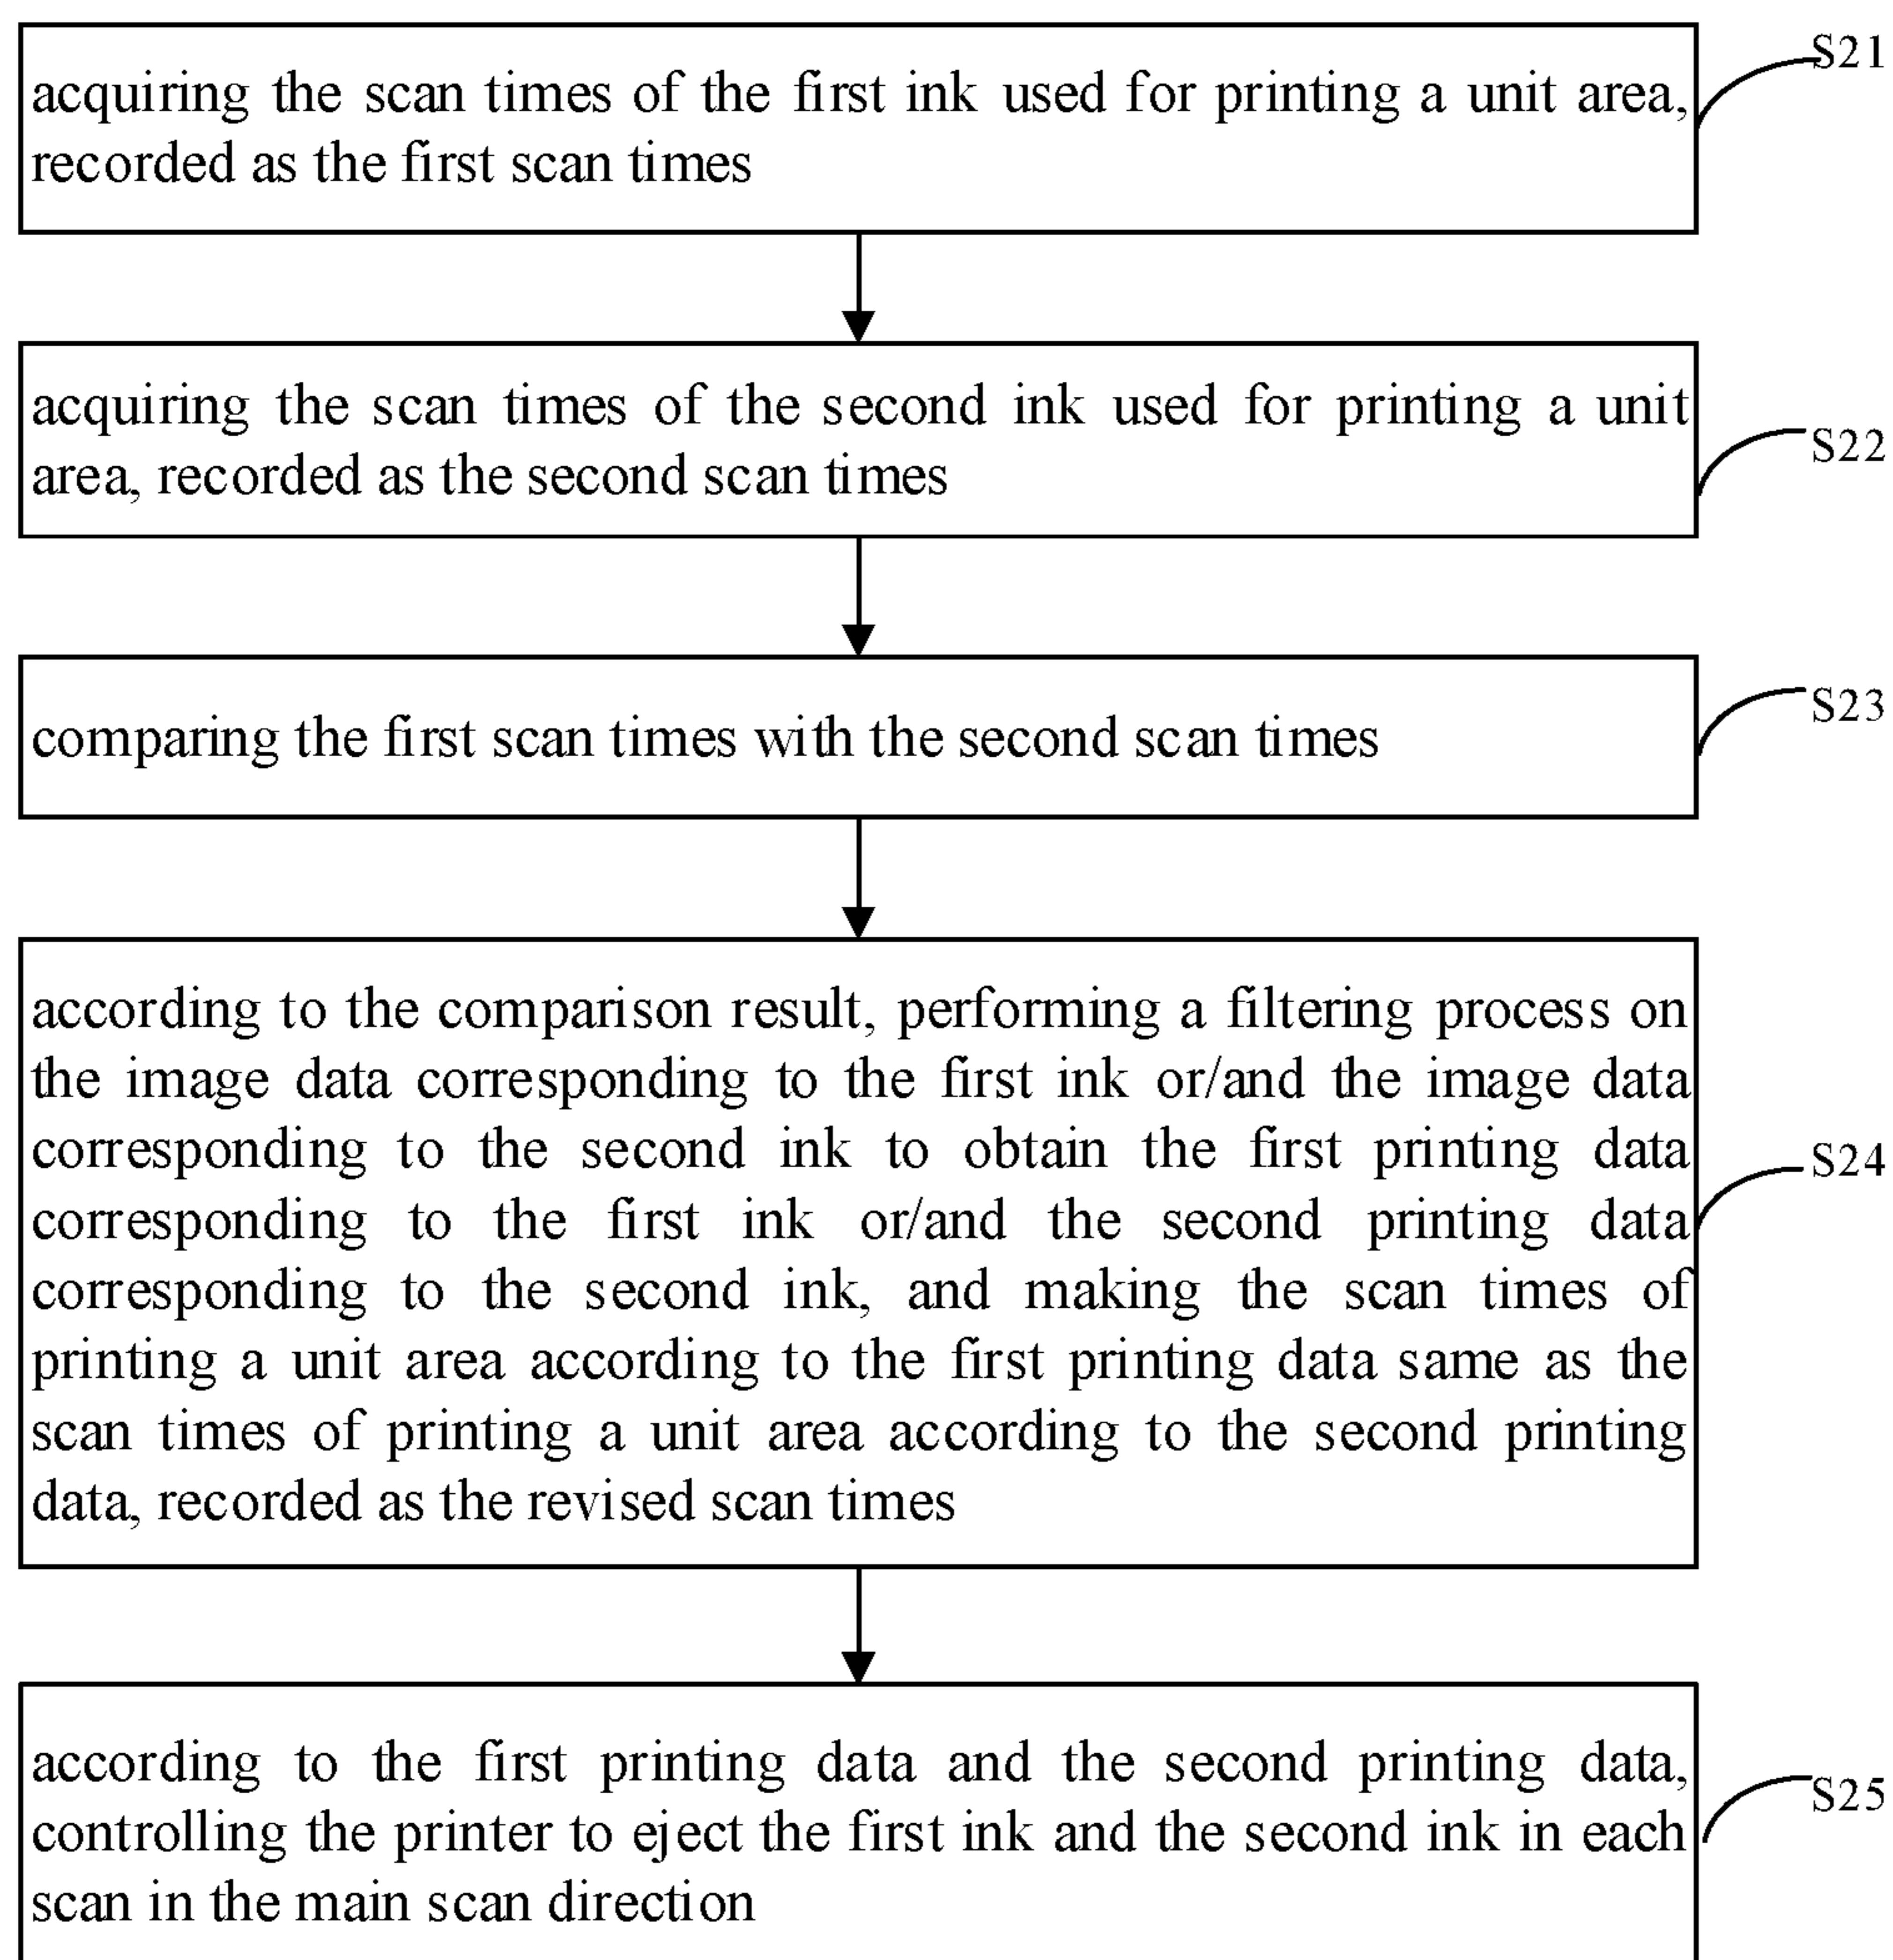 S21
acquiring the scan times of the first ink used for printing a unit area,
recorded as the first scan times
acquiring the scan times of the second ink used for printing a unit
area, recorded as the second scan times
S22
comparing the first scan times with the second scan times
S23
according to the comparison result, performing a filtering process on
the image data corresponding to the first ink or/and the image data
corresponding to the second ink to obtain the first printing data
corresponding to the first ink or/and the second printing data
corresponding to the second ink, and making the scan times of
printing a unit area according to the first printing data same as the
scan times of printing a unit area according to the second printing
data, recorded as the revised scan times
S24
according to the first printing data and the second printing data,
controlling the printer to eject the first ink and the second ink in each
scan in the main scan direction
S25